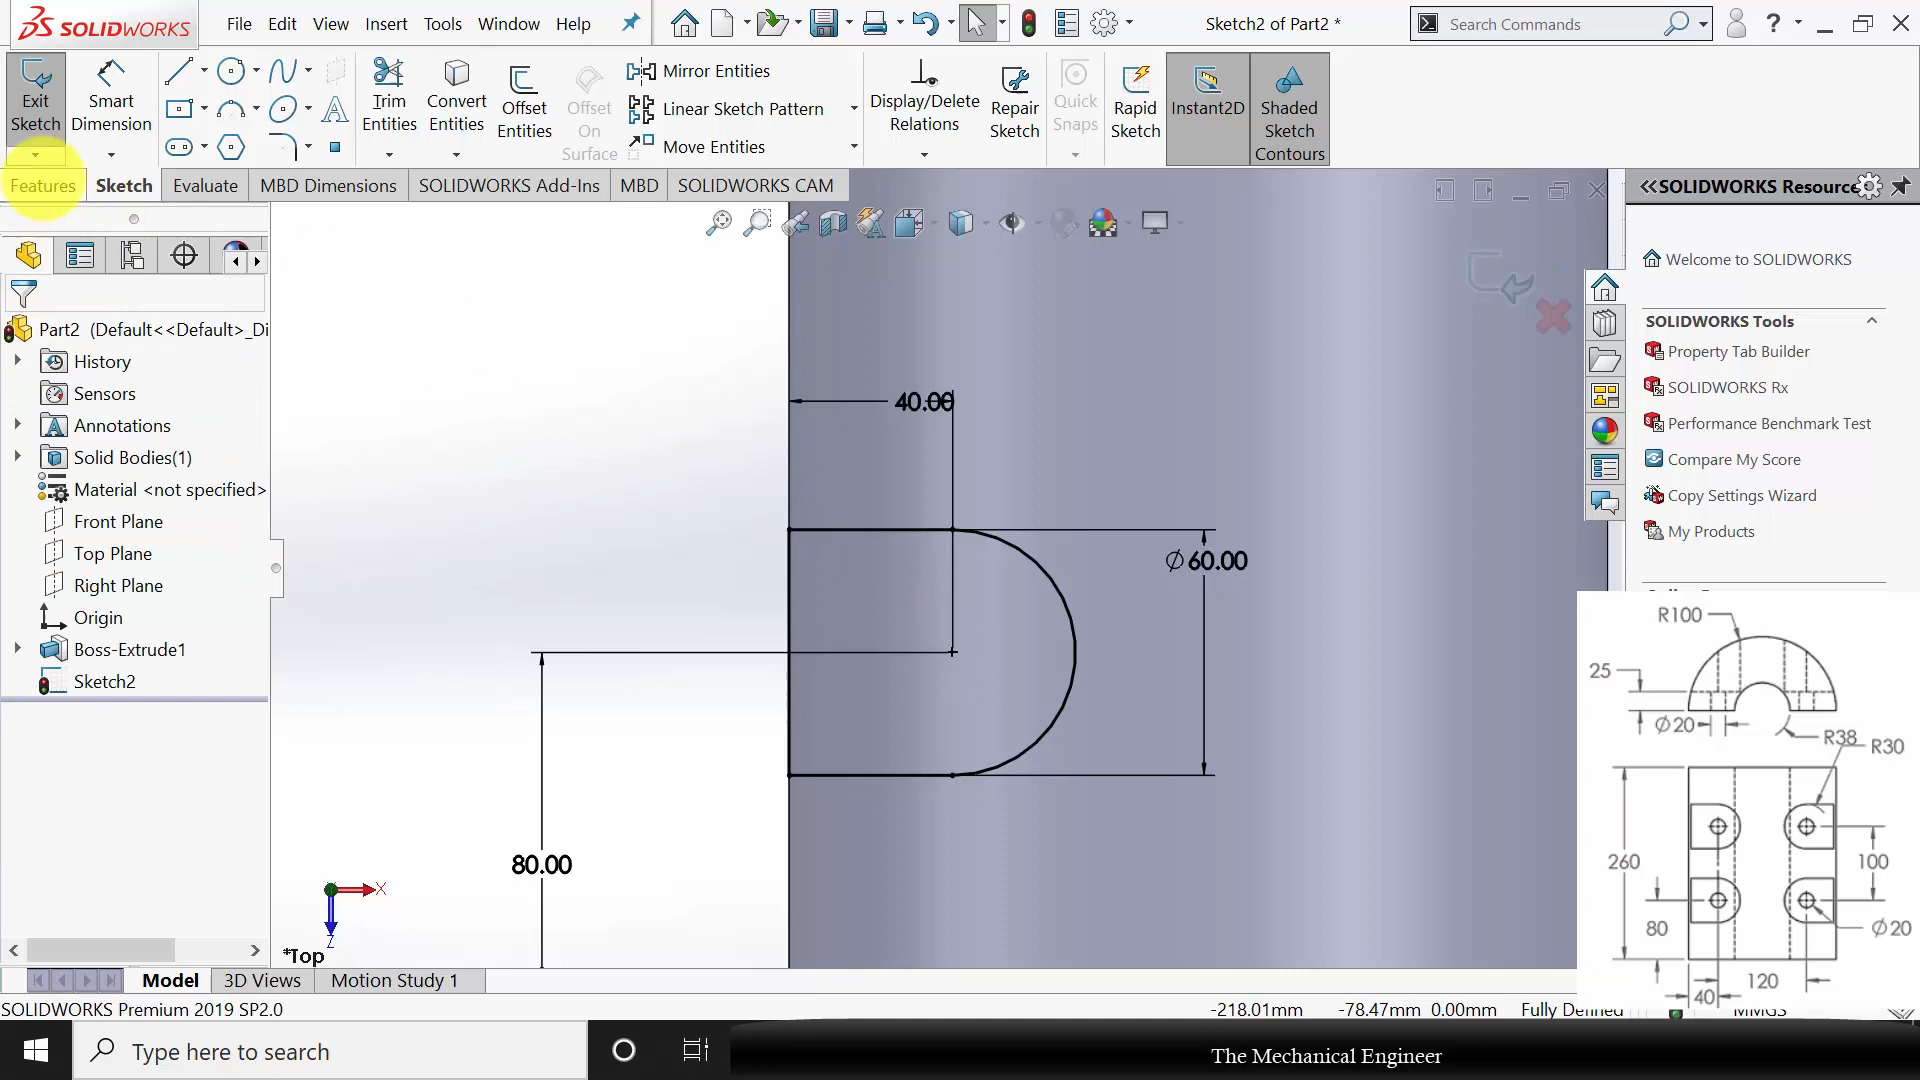 SOLIDWORKS
File
Edit
View
Insert
Tools
Window
Help
Sketch2 of Part2 *
Search Commands
?
Exit Sketch
Smart Dimension
Trim Entities
Convert Entities
Offset Entities
Offset On Surface
Mirror Entities
Linear Sketch Pattern
Move Entities
Display/Delete Relations
Repair Sketch
Quick Snaps
Rapid Sketch
Instant2D
Shaded Sketch Contours
Features
Sketch
Evaluate
MBD Dimensions
SOLIDWORKS Add-Ins
MBD
SOLIDWORKS CAM
SOLIDWORKS Resource
Part2 (Default<<Default>_Di
History
Sensors
Annotations
Solid Bodies(1)
Material <not specified>
Front Plane
Top Plane
Right Plane
Origin
Boss-Extrude1
Sketch2
40.00
Ø60.00
80.00
X
Z
*Top
Welcome to SOLIDWORKS
SOLIDWORKS Tools
Property Tab Builder
SOLIDWORKS Rx
Performance Benchmark Test
Compare My Score
Copy Settings Wizard
My Products
R100
25
Ø20
R38
R30
260
100
80
Ø20
120
40
Model
3D Views
Motion Study 1
SOLIDWORKS Premium 2019 SP2.0
-218.01mm
-78.47mm
0.00mm
Fully Defined
MMGS
Type here to search
The Mechanical Engineer